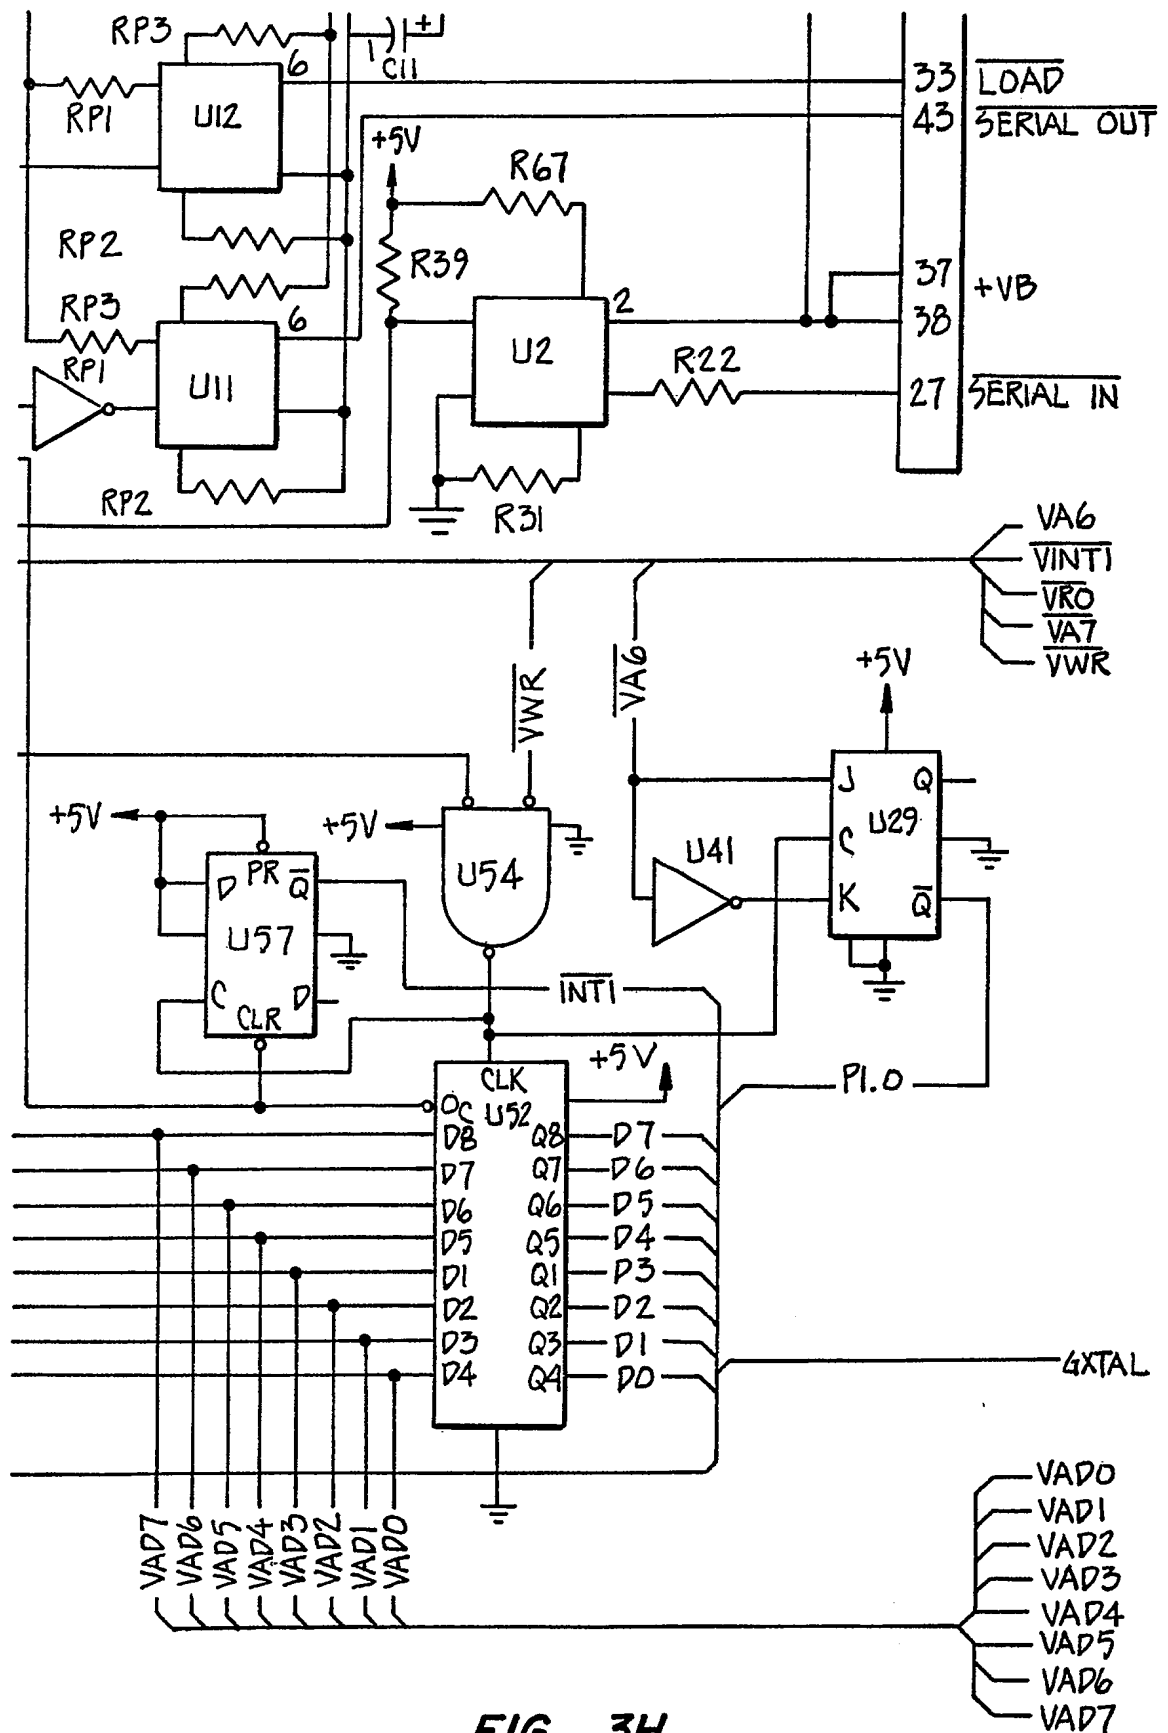 RP3
+
1
C11
6
33 LOAD
RP1
U12
43 SERIAL OUT
+5V
R67
RP2
R39
37
+VB
RP3
6
2
38
RP1
U11
U2
R22
27 SERIAL IN
RP2
R31
VA6
VINT1
VRO
VA7
VWR
VWR
VA6
+5V
J Q
+5V
+5V
U29
PR
D Q
U54
U41
C
K Q
U57
C D
CLR
INT1
+5V
CLK
P1.0
OC U52
D8 Q8 D7
D7 Q7 D6
D6 Q6 D5
D5 Q5 D4
D1 Q1 D3
D2 Q2 D2
D3 Q3 D1
D4 Q4 D0
GXTAL
VAD7
VAD6
VAD5
VAD4
VAD3
VAD2
VAD1
VAD0
VAD0
VAD1
VAD2
VAD3
VAD4
VAD5
VAD6
VAD7
FIG. 3H